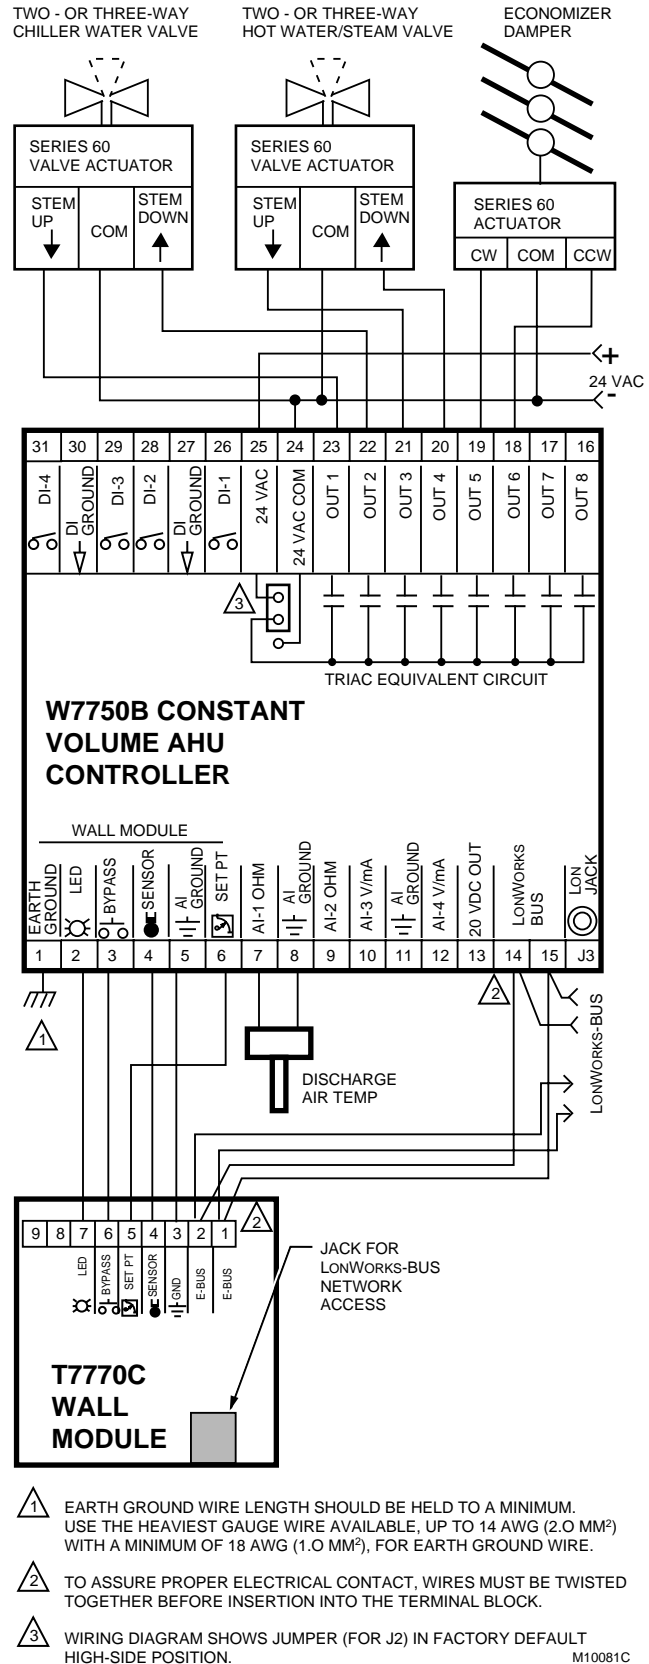 TWO - OR THREE-WAY
CHILLER WATER VALVE
TWO - OR THREE-WAY
HOT WATER/STEAM VALVE
ECONOMIZER
DAMPER
SERIES 60
VALVE ACTUATOR
STEM
UP
COM
STEM
DOWN
SERIES 60
VALVE ACTUATOR
STEM
UP
COM
STEM
DOWN
SERIES 60
ACTUATOR
CW
COM
CCW
+
24 VAC
-
31 30 29 28 27 26 25 24 23 22 21 20 19 18 17 16
DI-4
DI
GROUND
DI-3
DI-2
DI
GROUND
DI-1
24 VAC
24 VAC COM
OUT 1
OUT 2
OUT 3
OUT 4
OUT 5
OUT 6
OUT 7
OUT 8
3
TRIAC EQUIVALENT CIRCUIT
W7750B CONSTANT
VOLUME AHU
CONTROLLER
WALL MODULE
EARTH
GROUND
LED
BYPASS
SENSOR
AI
GROUND
SET PT
AI-1 OHM
AI
GROUND
AI-2 OHM
AI-3 V/mA
AI
GROUND
AI-4 V/mA
20 VDC OUT
LONWORKS
BUS
LON
JACK
1 2 3 4 5 6 7 8 9 10 11 12 13 14 15 J3
1
2
LONWORKS-BUS
DISCHARGE
AIR TEMP
9 8 7 6 5 4 3 2 1
2
LED
BYPASS
SET PT
SENSOR
GND
E-BUS
E-BUS
JACK FOR
LONWORKS-BUS
NETWORK
ACCESS
T7770C
WALL
MODULE
1 EARTH GROUND WIRE LENGTH SHOULD BE HELD TO A MINIMUM.
USE THE HEAVIEST GAUGE WIRE AVAILABLE, UP TO 14 AWG (2.O MM²)
WITH A MINIMUM OF 18 AWG (1.O MM²), FOR EARTH GROUND WIRE.
2 TO ASSURE PROPER ELECTRICAL CONTACT, WIRES MUST BE TWISTED
TOGETHER BEFORE INSERTION INTO THE TERMINAL BLOCK.
3 WIRING DIAGRAM SHOWS JUMPER (FOR J2) IN FACTORY DEFAULT
HIGH-SIDE POSITION.
M10081C